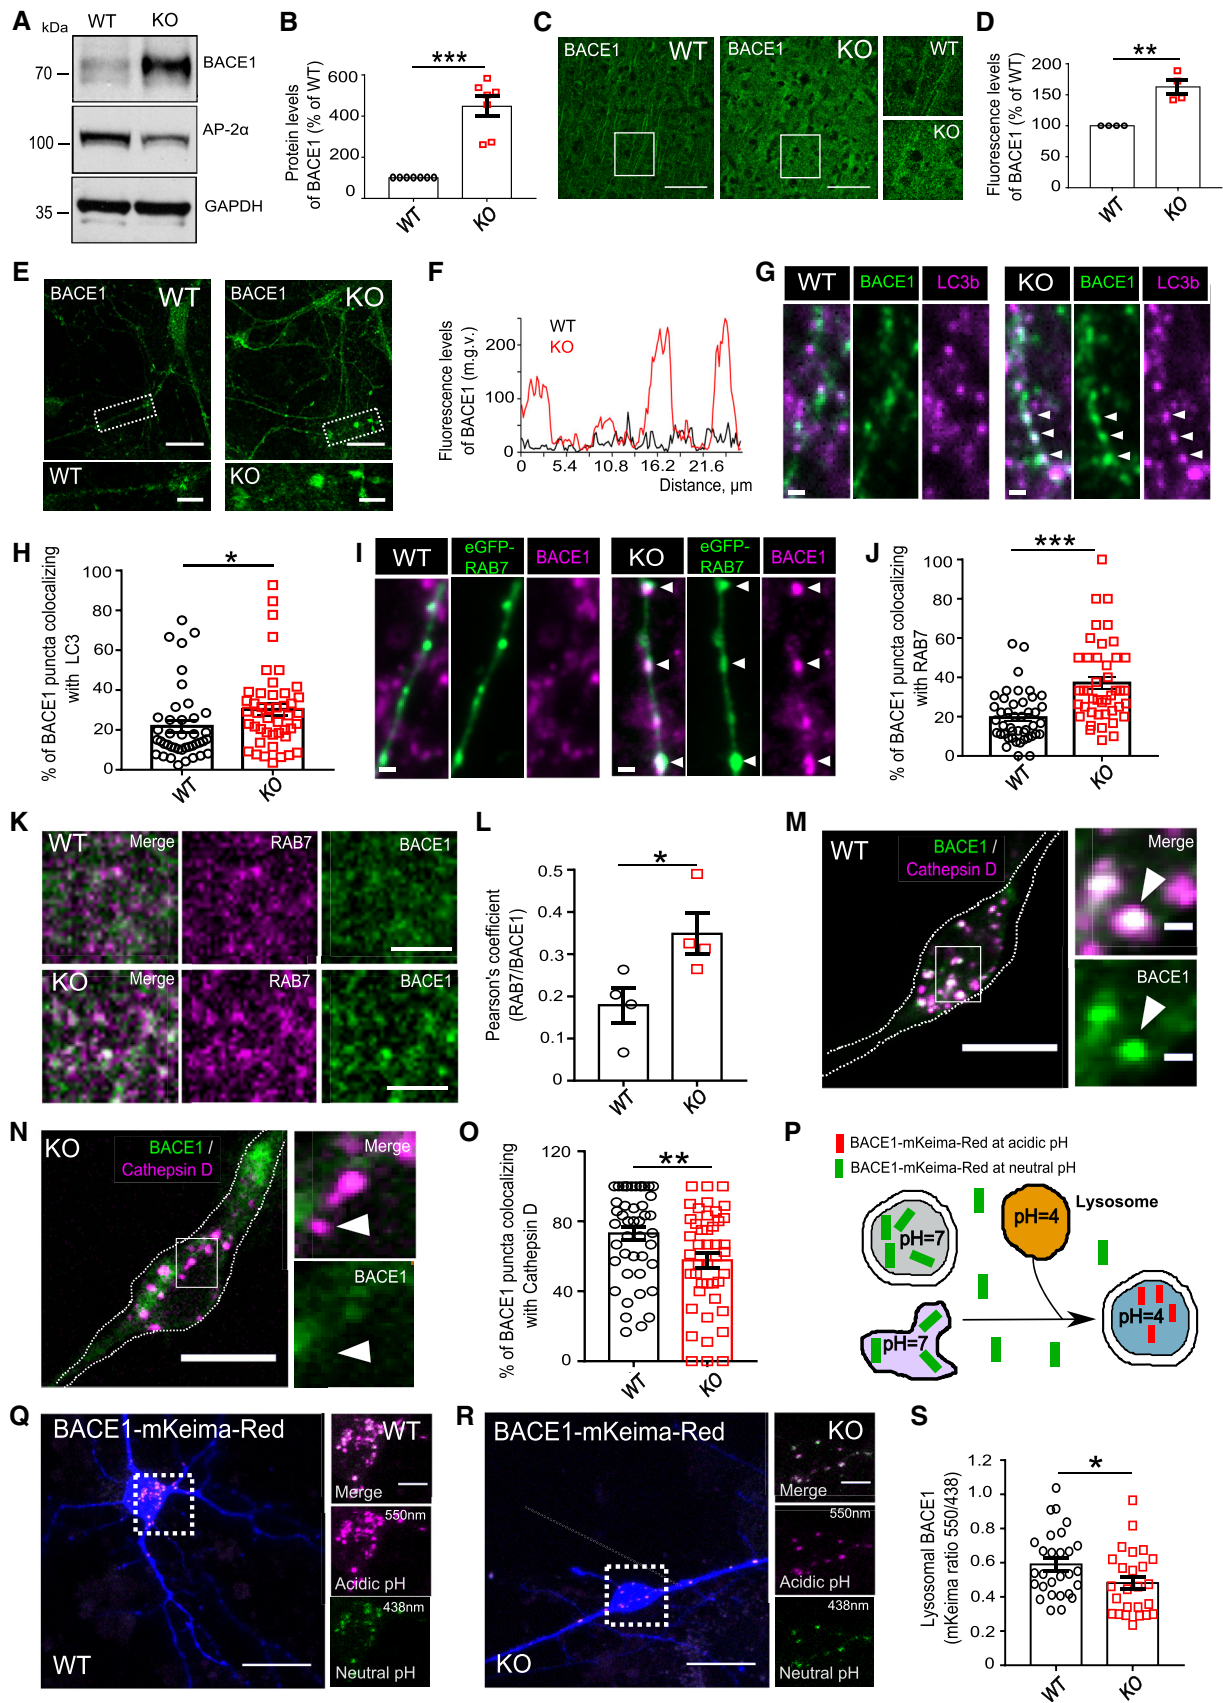 A
kDa
WT
KO
70
BACE1
100
AP-2α
35
GAPDH
B
Protein levels
of BACE1 (% of WT)
600
400
200
0
***
WT
KO
C
BACE1
WT
BACE1
KO
WT
KO
D
Fluorescence levels
of BACE1 (% of WT)
200
150
100
50
0
**
WT
KO
E
BACE1
WT
BACE1
KO
WT
KO
F
Fluorescence levels
of BACE1 (m.g.v.)
200
100
0
WT
KO
0
5.4
10.8
16.2
21.6
Distance, µm
G
WT
BACE1
LC3b
KO
BACE1
LC3b
H
% of BACE1 puncta colocalizing
with LC3
100
80
60
40
20
0
*
WT
KO
I
WT
eGFP-
RAB7
BACE1
KO
eGFP-
RAB7
BACE1
J
% of BACE1 puncta colocalizing
with RAB7
100
80
60
40
20
0
***
WT
KO
K
WT
Merge
RAB7
BACE1
KO
Merge
RAB7
BACE1
L
Pearson's coefficient
(RAB7/BACE1)
0.5
0.4
0.3
0.2
0.1
0
*
WT
KO
M
WT
BACE1 /
Cathepsin D
Merge
BACE1
N
KO
BACE1 /
Cathepsin D
Merge
BACE1
O
% of BACE1 puncta colocalizing
with Cathepsin D
120
80
40
0
**
WT
KO
P
BACE1-mKeima-Red at acidic pH
BACE1-mKeima-Red at neutral pH
Lysosome
pH=7
pH=4
pH=7
pH=4
Q
BACE1-mKeima-Red
WT
WT
Merge
550nm
Acidic pH
438nm
Neutral pH
R
BACE1-mKeima-Red
KO
KO
Merge
550nm
Acidic pH
438nm
Neutral pH
S
Lysosomal BACE1
(mKeima ratio 550/438)
1.2
1.0
0.8
0.6
0.4
0.2
0
*
WT
KO